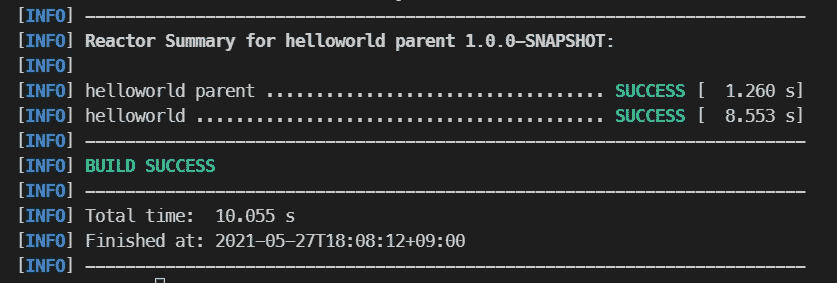 [INFO] ------------------------------------------------------------------------
[INFO] Reactor Summary for helloworld parent 1.0.0-SNAPSHOT:
[INFO]
[INFO] helloworld parent .................................. SUCCESS [  1.260 s]
[INFO] helloworld ......................................... SUCCESS [  8.553 s]
[INFO] ------------------------------------------------------------------------
[INFO] BUILD SUCCESS
[INFO] ------------------------------------------------------------------------
[INFO] Total time:  10.055 s
[INFO] Finished at: 2021-05-27T18:08:12+09:00
[INFO] ------------------------------------------------------------------------